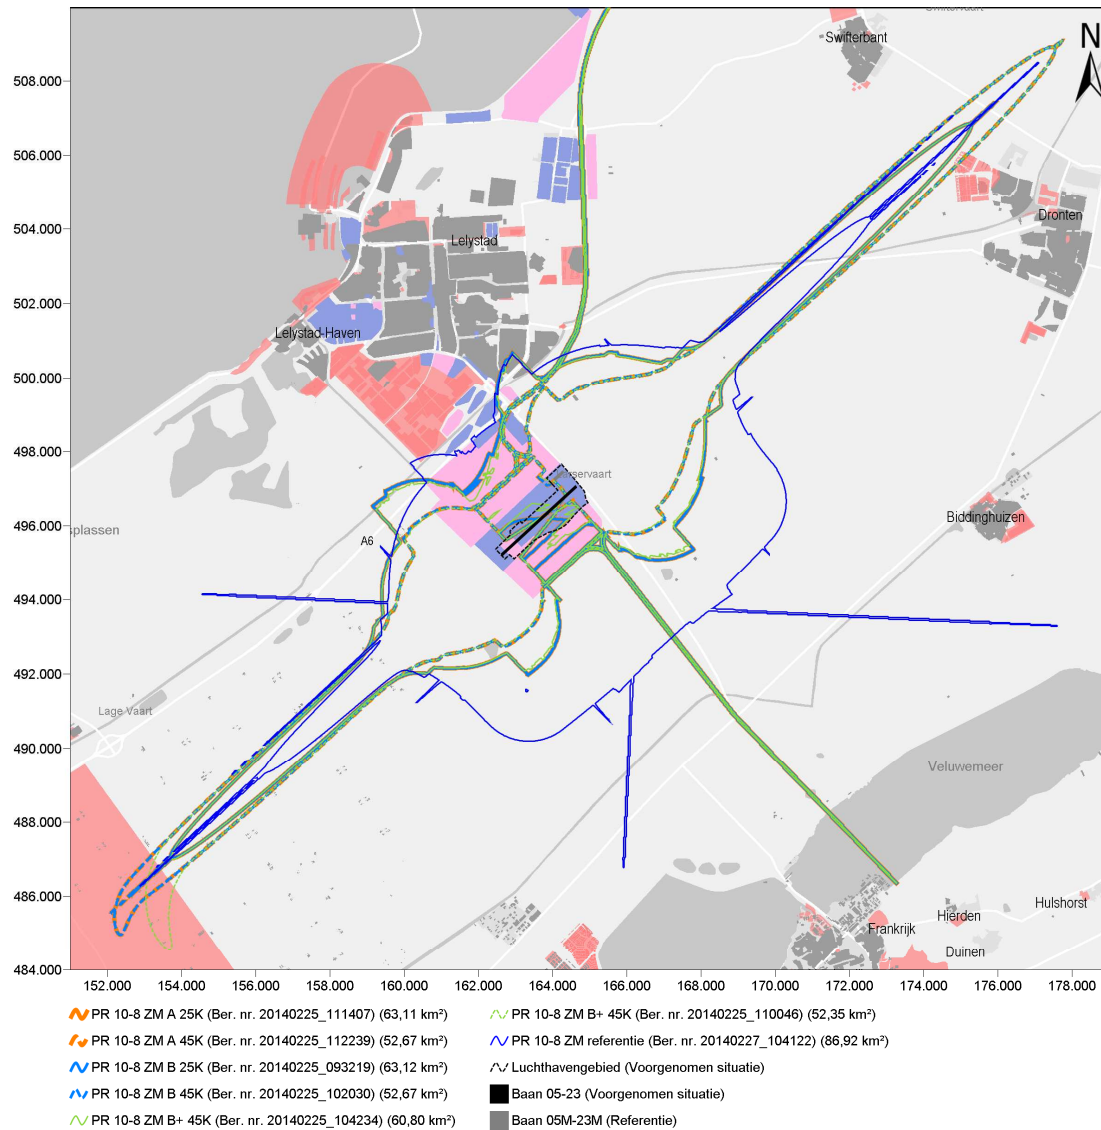 Swifterbant
N
508.000
506.000
504.000
502.000
500.000
498.000
496.000
494.000
492.000
490.000
488.000
486.000
484.000
Dronten
Lelystad
Lelystad-Haven
Biddinghuizen
A6
Lage Vaart
Veluwemeer
Hulshorst
Hierden
Frankrijk
Duinen
152.000 154.000 156.000 158.000 160.000 162.000 164.000 166.000 168.000 170.000 172.000 174.000 176.000 178.000
PR 10-8 ZM A 25K (Ber. nr. 20140225_111407) (63,11 km²)
PR 10-8 ZM A 45K (Ber. nr. 20140225_112239) (52,67 km²)
PR 10-8 ZM B 25K (Ber. nr. 20140225_093219) (63,12 km²)
PR 10-8 ZM B 45K (Ber. nr. 20140225_102030) (52,67 km²)
PR 10-8 ZM B+ 45K (Ber. nr. 20140225_104234) (60,80 km²)
PR 10-8 ZM B+ 45K (Ber. nr. 20140225_110046) (52,35 km²)
PR 10-8 ZM referentie (Ber. nr. 20140227_104122) (86,92 km²)
Luchthavengebied (Voorgenomen situatie)
Baan 05-23 (Voorgenomen situatie)
Baan 05M-23M (Referentie)